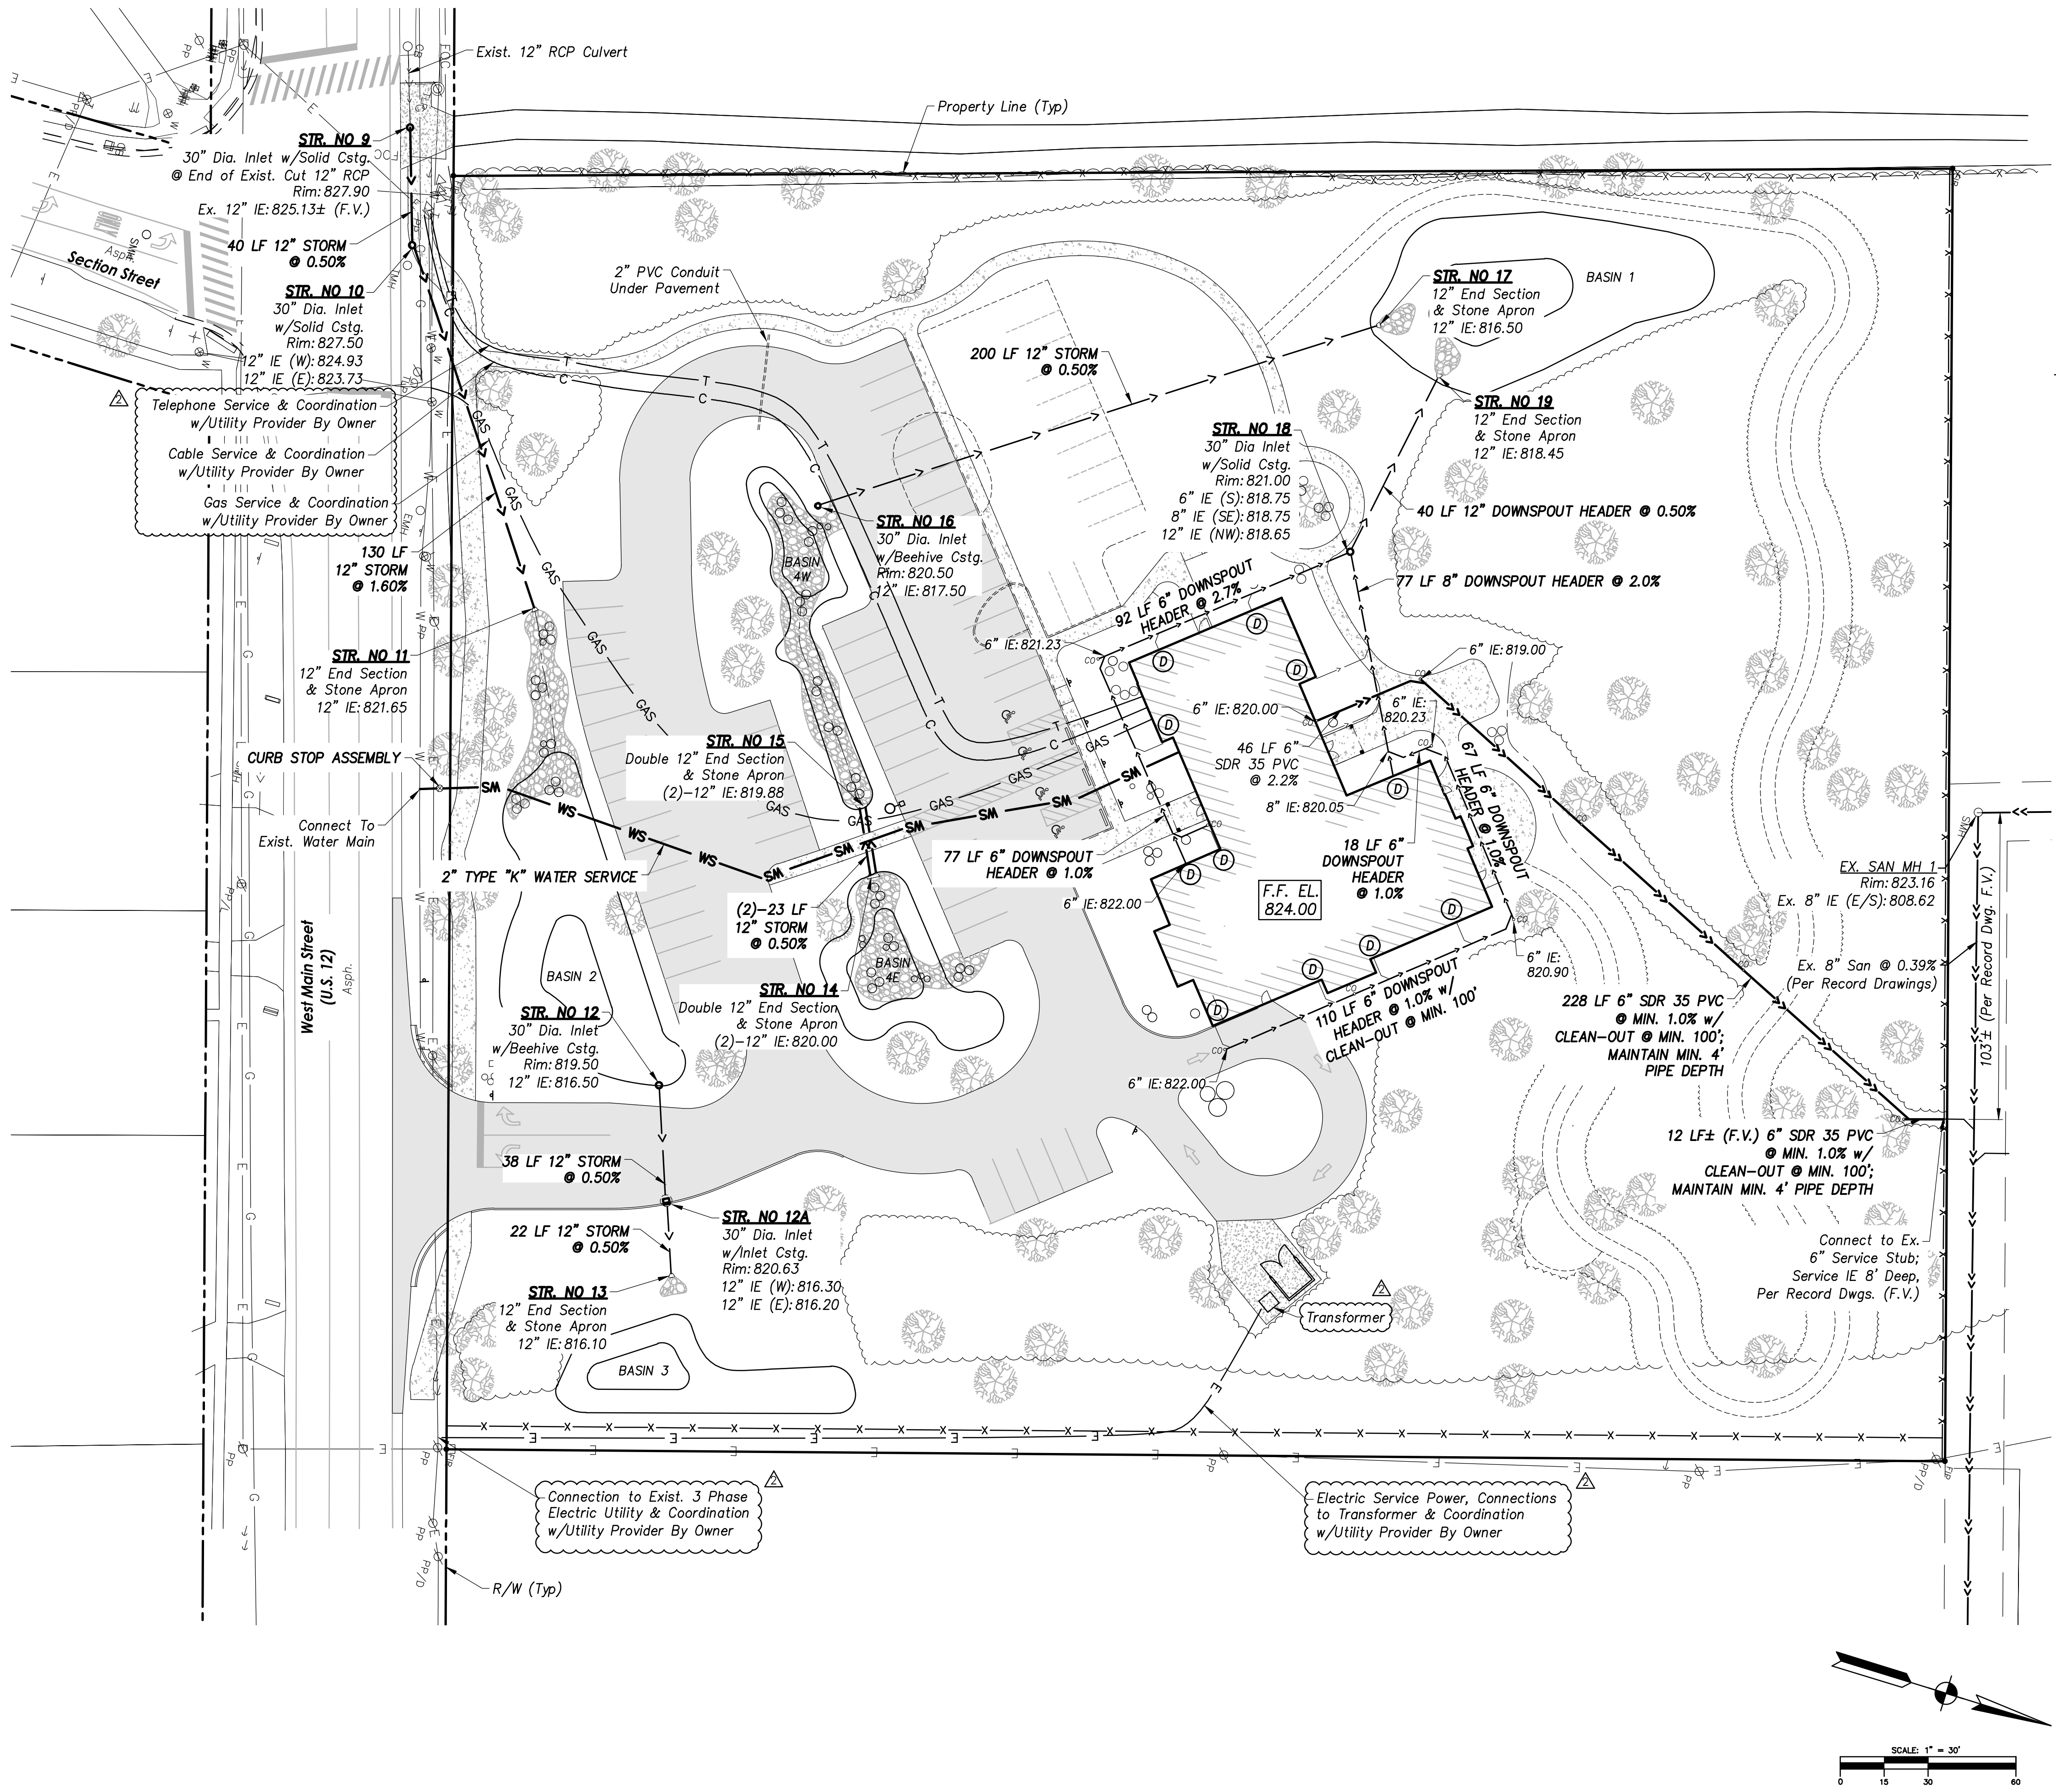 Exist. 12" RCP Culvert
Property Line (Typ)
STR. NO 9
30" Dia. Inlet w/Solid Cstg.
@ End of Exist. Cut 12" RCP
Rim: 827.90
Ex. 12" IE: 825.13± (F.V.)
40 LF 12" STORM
@ 0.50%
Asph.
Section Street
SMH
STR. NO 10
30" Dia. Inlet
w/Solid Cstg.
Rim: 827.50
12" IE (W): 824.93
12" IE (E): 823.73
2
Telephone Service & Coordination
w/Utility Provider By Owner
Cable Service & Coordination
w/Utility Provider By Owner
Gas Service & Coordination
w/Utility Provider By Owner
130 LF
12" STORM
@ 1.60%
2" PVC Conduit
Under Pavement
200 LF 12" STORM
@ 0.50%
STR. NO 17
12" End Section
& Stone Apron
12" IE: 816.50
BASIN 1
STR. NO 19
12" End Section
& Stone Apron
12" IE: 818.45
STR. NO 18
30" Dia Inlet
w/Solid Cstg.
Rim: 821.00
6" IE (S): 818.75
8" IE (SE): 818.75
12" IE (NW): 818.65
40 LF 12" DOWNSPOUT HEADER @ 0.50%
77 LF 8" DOWNSPOUT HEADER @ 2.0%
STR. NO 16
30" Dia. Inlet
w/Beehive Cstg.
Rim: 820.50
12" IE: 817.50
BASIN
4W
92 LF 6" DOWNSPOUT
HEADER @ 2.7%
6" IE: 821.23
6" IE: 819.00
6" IE: 820.00
6" IE:
820.23
46 LF 6"
SDR 35 PVC
@ 2.2%
8" IE: 820.05
67 LF 6" DOWNSPOUT
HEADER @ 1.0%
18 LF 6"
DOWNSPOUT
HEADER
@ 1.0%
STR. NO 11
12" End Section
& Stone Apron
12" IE: 821.65
CURB STOP ASSEMBLY
Connect To
Exist. Water Main
STR. NO 15
Double 12" End Section
& Stone Apron
(2)-12" IE: 819.88
2" TYPE "K" WATER SERVICE
77 LF 6" DOWNSPOUT
HEADER @ 1.0%
6" IE: 822.00
F.F. EL.
824.00
(2)-23 LF
12" STORM
@ 0.50%
BASIN
4E
BASIN 2
STR. NO 14
Double 12" End Section
& Stone Apron
(2)-12" IE: 820.00
West Main Street
(U.S. 12)
Asph.
STR. NO 12
30" Dia. Inlet
w/Beehive Cstg.
Rim: 819.50
12" IE: 816.50
110 LF 6" DOWNSPOUT
HEADER @ 1.0% w/
CLEAN-OUT @ MIN. 100'
6" IE:
820.90
6" IE: 822.00
EX. SAN MH 1
Rim: 823.16
Ex. 8" IE (E/S): 808.62
Ex. 8" San @ 0.39%
(Per Record Drawings)
103'± (Per Record Dwg. F.V.)
228 LF 6" SDR 35 PVC
@ MIN. 1.0% w/
CLEAN-OUT @ MIN. 100';
MAINTAIN MIN. 4'
PIPE DEPTH
12 LF± (F.V.) 6" SDR 35 PVC
@ MIN. 1.0% w/
CLEAN-OUT @ MIN. 100';
MAINTAIN MIN. 4' PIPE DEPTH
Connect to Ex.
6" Service Stub;
Service IE 8' Deep,
Per Record Dwgs. (F.V.)
38 LF 12" STORM
@ 0.50%
22 LF 12" STORM
@ 0.50%
STR. NO 12A
30" Dia. Inlet
w/Inlet Cstg.
Rim: 820.63
12" IE (W): 816.30
12" IE (E): 816.20
STR. NO 13
12" End Section
& Stone Apron
12" IE: 816.10
BASIN 3
2
Transformer
2
Connection to Exist. 3 Phase
Electric Utility & Coordination
w/Utility Provider By Owner
2
Electric Service Power, Connections
to Transformer & Coordination
w/Utility Provider By Owner
R/W (Typ)
SCALE: 1" = 30'
0 15 30 60